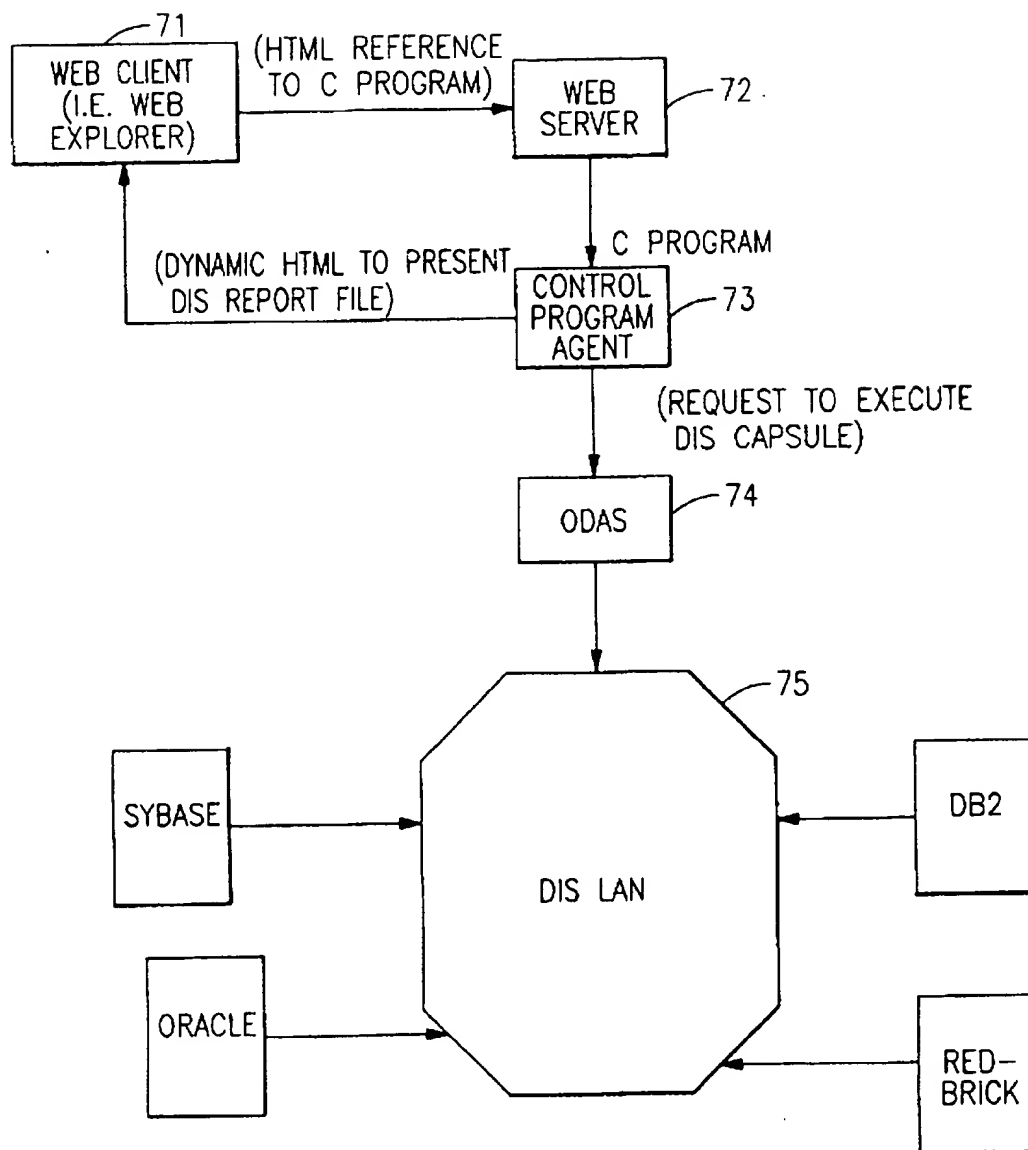 71
WEB CLIENT
(I.E. WEB
EXPLORER)
(HTML REFERENCE
TO C PROGRAM)
WEB
SERVER
72
C PROGRAM
(DYNAMIC HTML TO PRESENT
DIS REPORT FILE)
CONTROL
PROGRAM
AGENT
73
(REQUEST TO EXECUTE
DIS CAPSULE)
ODAS
74
75
SYBASE
DIS LAN
DB2
ORACLE
RED-
BRICK